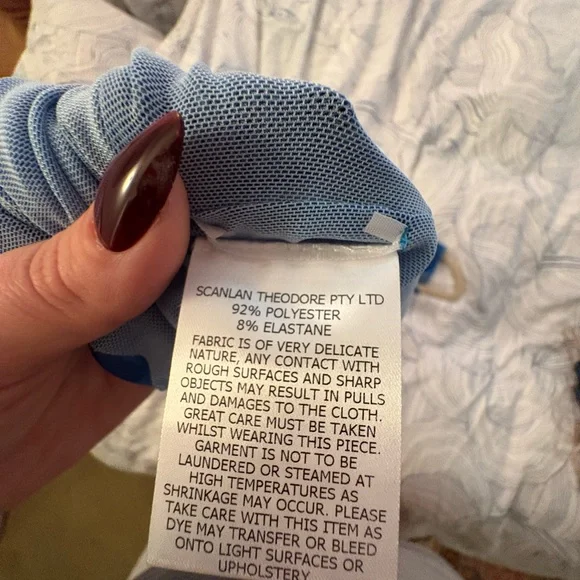 SCANLAN THEODORE PTY LTD
92% POLYESTER
8% ELASTANE
FABRIC IS OF VERY DELICATE
NATURE, ANY CONTACT WITH
ROUGH SURFACES AND SHARP
OBJECTS MAY RESULT IN PULLS
AND DAMAGES TO THE CLOTH.
GREAT CARE MUST BE TAKEN
WHILST WEARING THIS PIECE.
GARMENT IS NOT TO BE
LAUNDERED OR STEAMED AT
HIGH TEMPERATURES AS
SHRINKAGE MAY OCCUR. PLEASE
TAKE CARE WITH THIS ITEM AS
DYE MAY TRANSFER OR BLEED
ONTO LIGHT SURFACES OR
UPHOLSTERY